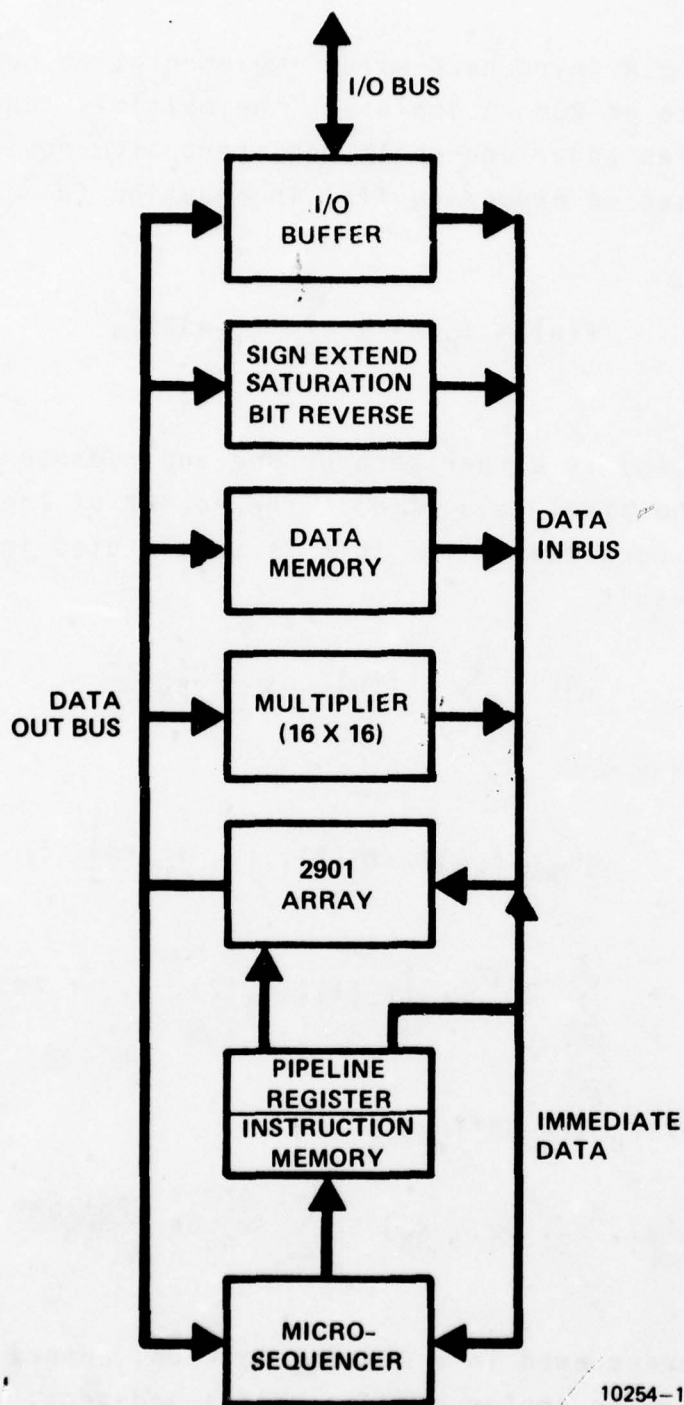 I/O BUS
I/O
BUFFER
SIGN EXTEND
SATURATION
BIT REVERSE
DATA
MEMORY
DATA
IN BUS
DATA
OUT BUS
MULTIPLIER
(16 X 16)
2901
ARRAY
PIPELINE
REGISTER
INSTRUCTION
MEMORY
IMMEDIATE
DATA
MICRO-
SEQUENCER
10254-1